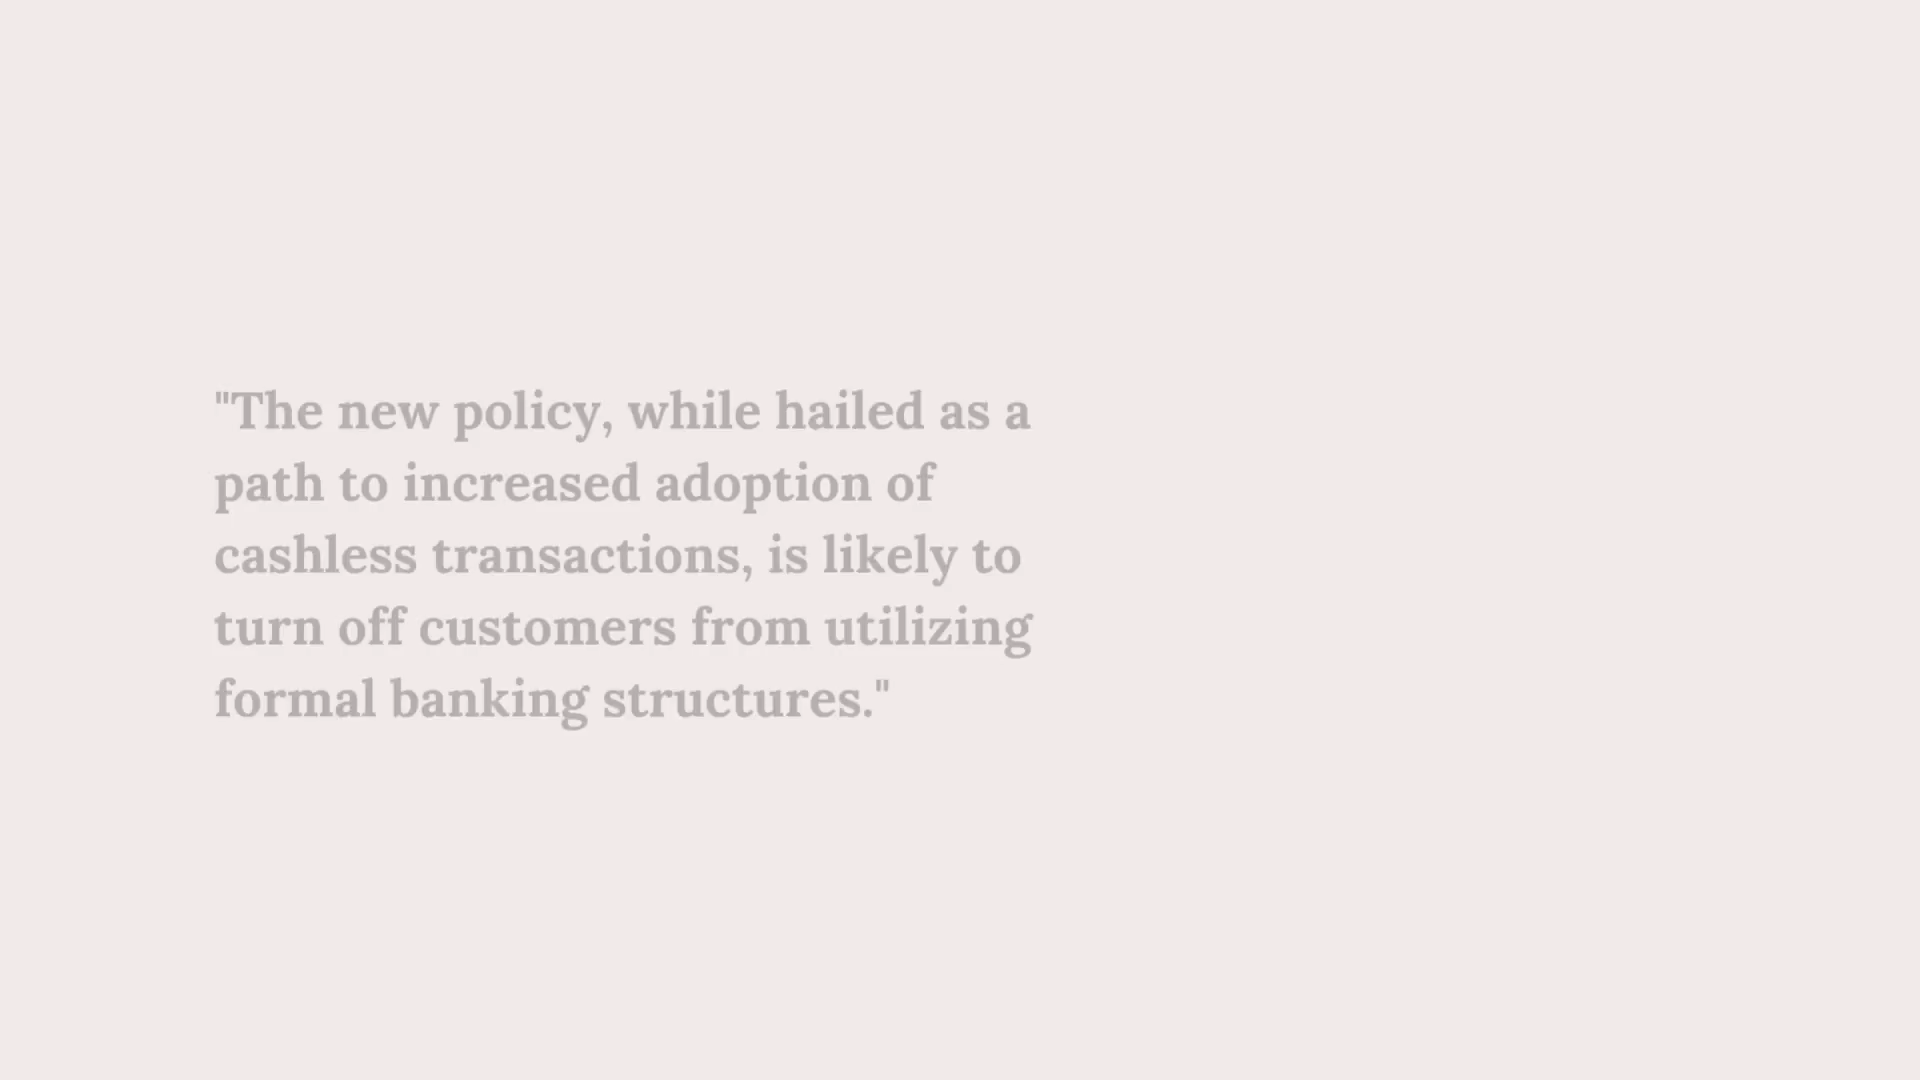 "The new policy, while hailed as a
path to increased adoption of
cashless transactions, is likely to
turn off customers from utilizing
formal banking structures."